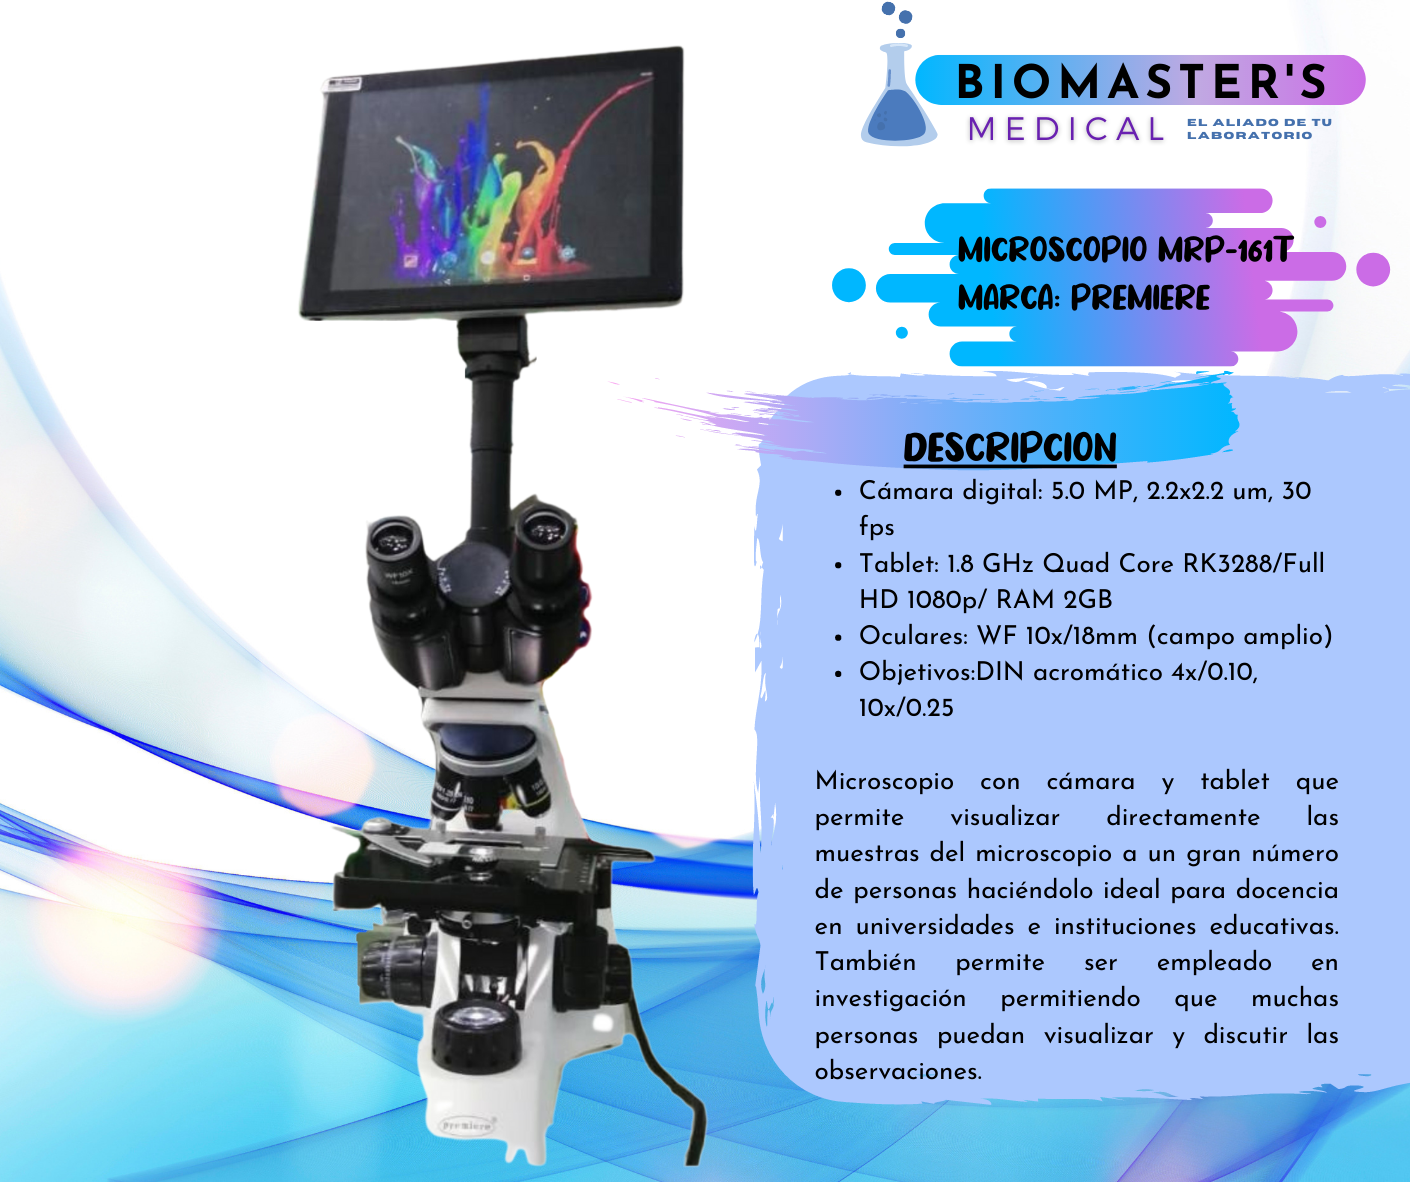 BIOMASTER'S
MEDICAL
EL ALIADO DE TU
LABORATORIO
MICROSCOPIO MRP-161T
MARCA: PREMIERE
DESCRIPCION
• Cámara digital: 5.0 MP, 2.2x2.2 um, 30
fps
• Tablet: 1.8 GHz Quad Core RK3288/Full
HD 1080p/ RAM 2GB
• Oculares: WF 10x/18mm (campo amplio)
• Objetivos:DIN acromático 4x/0.10,
10x/0.25
Microscopio con cámara y tablet que
permite visualizar directamente las
muestras del microscopio a un gran número
de personas haciéndolo ideal para docencia
en universidades e instituciones educativas.
También permite ser empleado en
investigación permitiendo que muchas
personas puedan visualizar y discutir las
observaciones.
WF10X
premiere